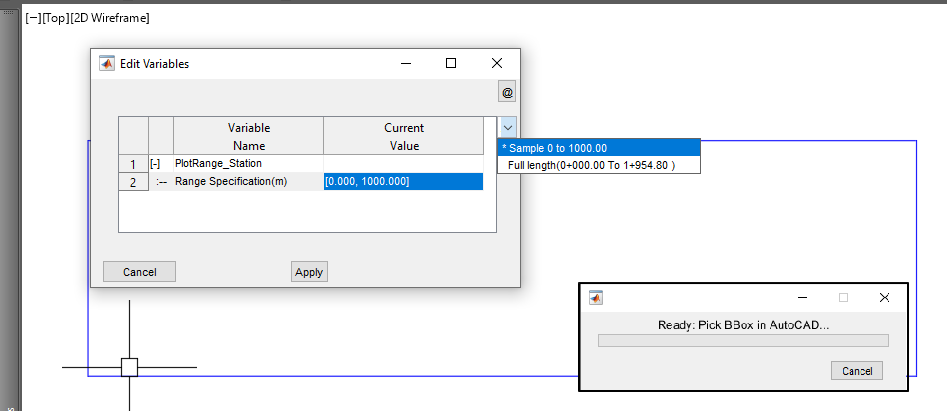 [−][Top][2D Wireframe]
Edit Variables
@
Variable Name
Current Value
* Sample 0 to 1000.00
Full length(0+000.00 To 1+954.80 )
1 [-] PlotRange_Station
2 :-- Range Specification(m) [0.000, 1000.000]
Cancel
Apply
Ready: Pick BBox in AutoCAD...
Cancel